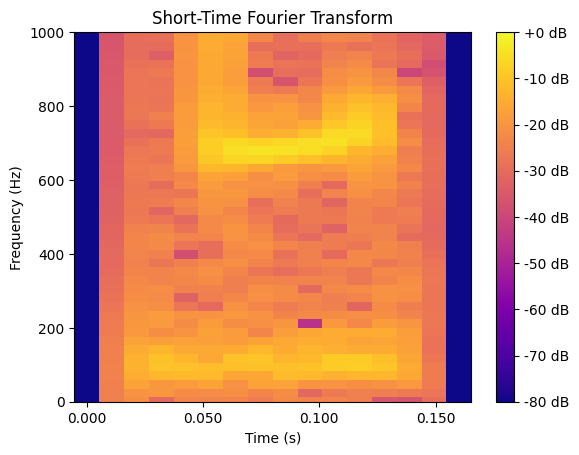 Short-Time Fourier Transform
1000
800
600
400
200
0
Frequency (Hz)
0.000
0.050
0.100
0.150
Time (s)
+0 dB
-10 dB
-20 dB
-30 dB
-40 dB
-50 dB
-60 dB
-70 dB
-80 dB